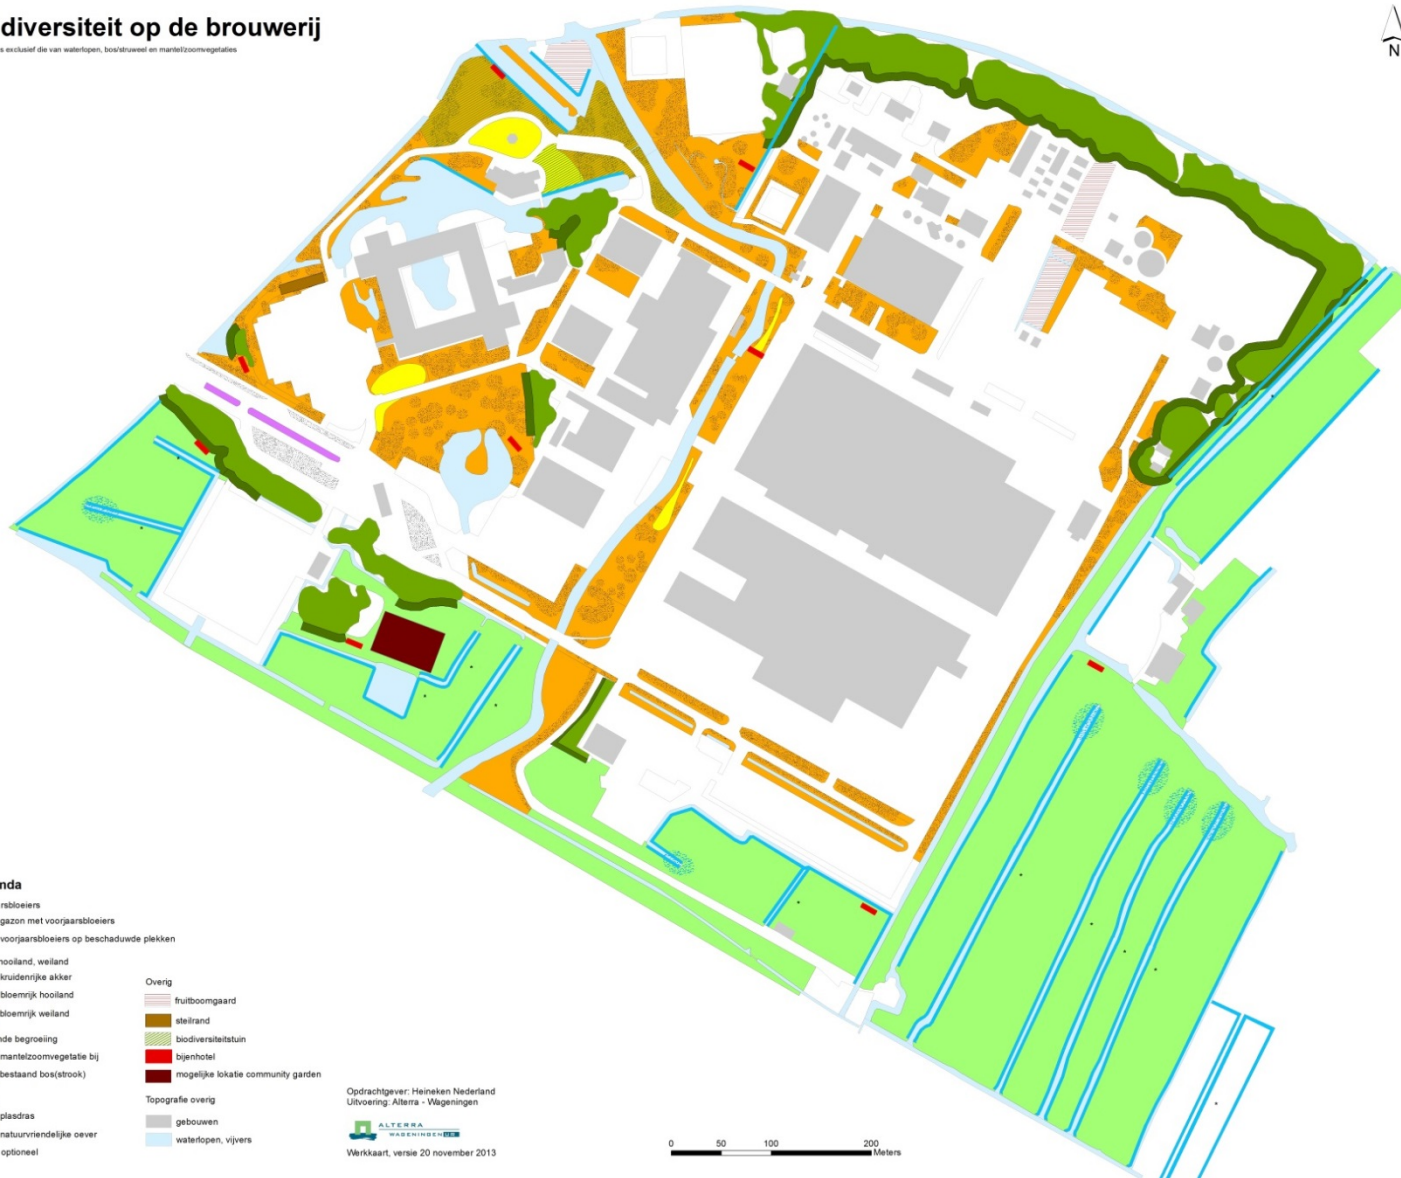 diversiteit op de brouwerij
s exclusief die van waterlopen, bos/struweel en mantel/zoomvegetaties
N
nda
rsbloeiers
gazon met voorjaarsbloeiers
voorjaarsbloeiers op beschaduwde plekken
hooiland, weiland
kruidenrijke akker
bloemrijk hooiland
bloemrijk weiland
nde begroeiing
mantelzoomvegetatie bij
bestaand bos(strook)
plasdras
natuurvriendelijke oever
optioneel
Overig
fruitboomgaard
steilrand
biodiversiteitstuin
bijenhotel
mogelijke lokatie community garden
Topografie overig
gebouwen
waterlopen, vijvers
Opdrachtgever: Heineken Nederland
Uitvoering: Alterra - Wageningen
ALTERRA
WAGENINGEN UR
Werkkaart, versie 20 november 2013
0 50 100 200
Meters